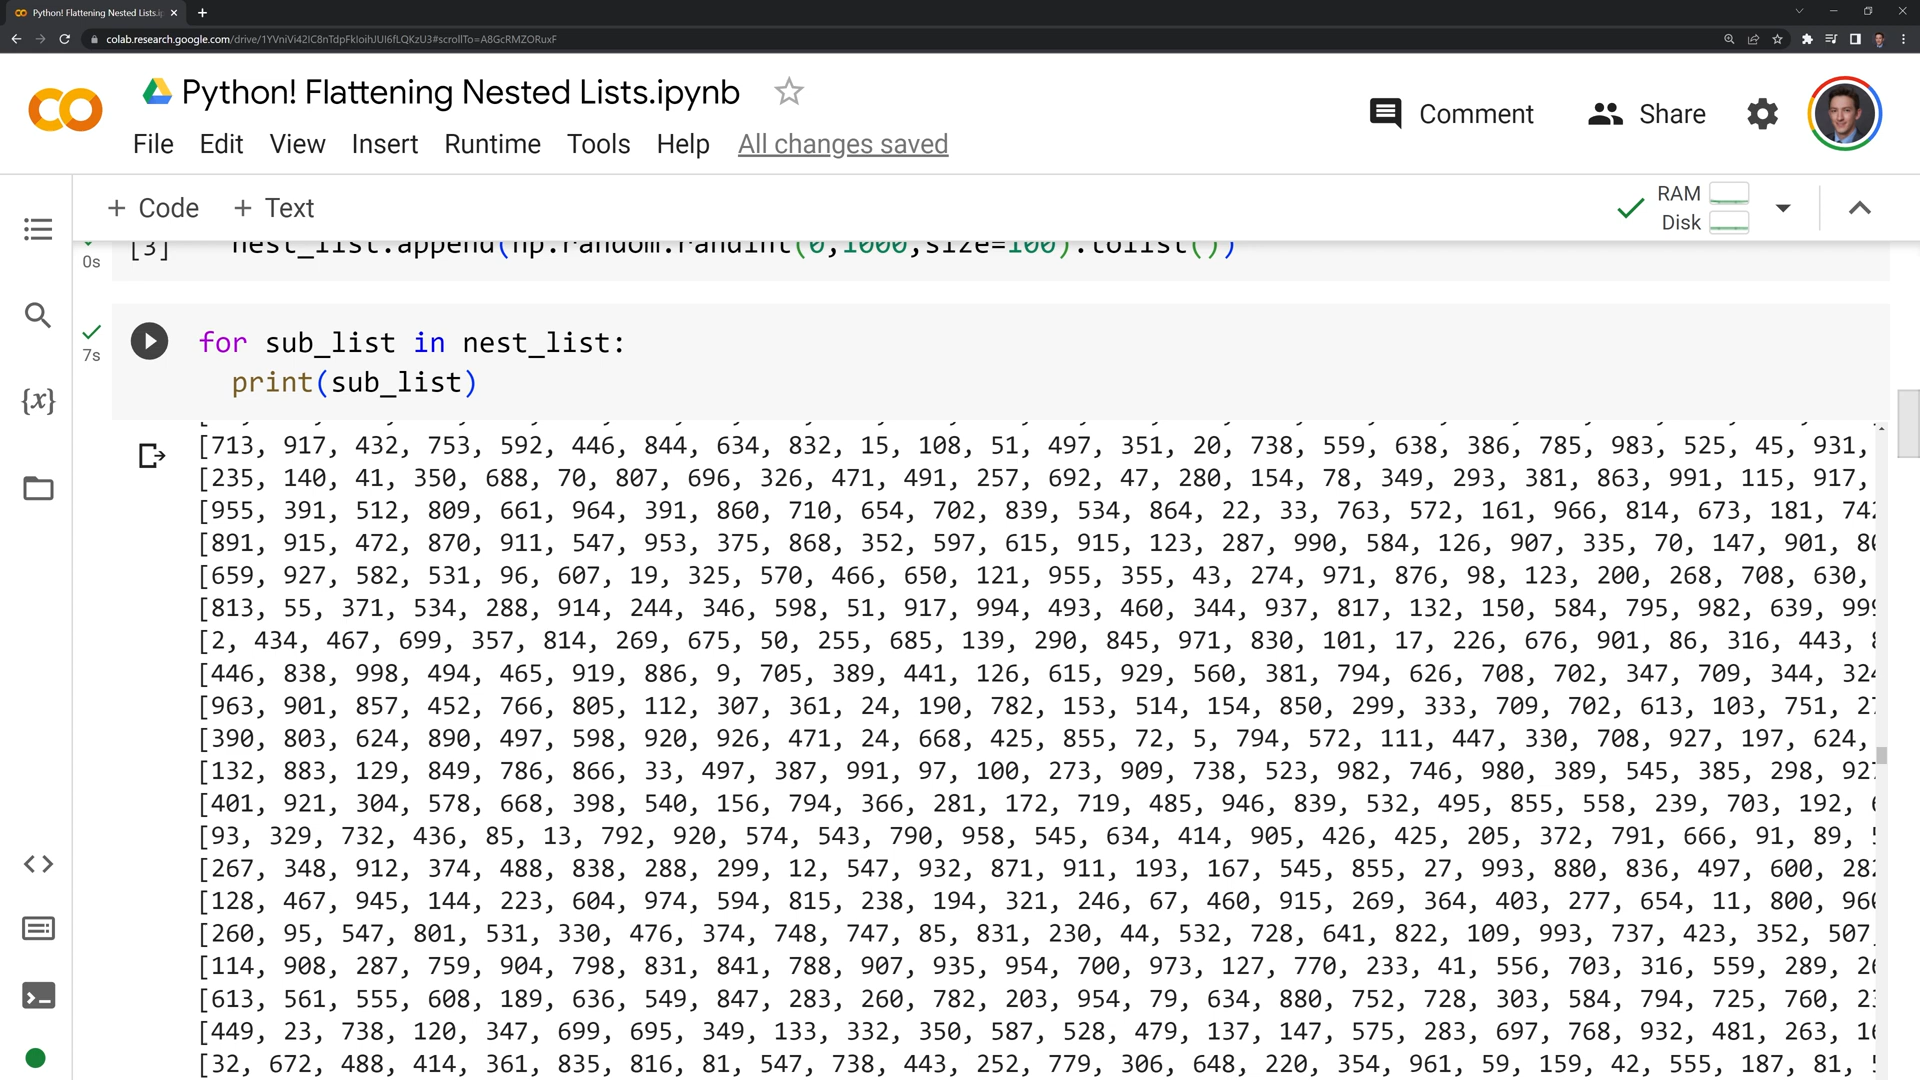 Python! Flattening Nested Lists.ip
colab.research.google.com/drive/1YVniVi42IC8nTdpFkIoihJUI6fLQKzU3#scrollTo=A8GcRMZORuxF
Python! Flattening Nested Lists.ipynb
Comment
Share
File Edit View Insert Runtime Tools Help All changes saved
+ Code + Text
RAM
Disk
[3] nest_list.append(np.random.randint(0,1000,size=100).tolist())
0s
for sub_list in nest_list:
7s
print(sub_list)
[713, 917, 432, 753, 592, 446, 844, 634, 832, 15, 108, 51, 497, 351, 20, 738, 559, 638, 386, 785, 983, 525, 45, 931,
[235, 140, 41, 350, 688, 70, 807, 696, 326, 471, 491, 257, 692, 47, 280, 154, 78, 349, 293, 381, 863, 991, 115, 917,
[955, 391, 512, 809, 661, 964, 391, 860, 710, 654, 702, 839, 534, 864, 22, 33, 763, 572, 161, 966, 814, 673, 181, 742
[891, 915, 472, 870, 911, 547, 953, 375, 868, 352, 597, 615, 915, 123, 287, 990, 584, 126, 907, 335, 70, 147, 901,
[659, 927, 582, 531, 96, 607, 19, 325, 570, 466, 650, 121, 955, 355, 43, 274, 971, 876, 98, 123, 200, 268, 708, 630,
[813, 55, 371, 534, 288, 914, 244, 346, 598, 51, 917, 994, 493, 460, 344, 937, 817, 132, 150, 584, 795, 982, 639, 999
[2, 434, 467, 699, 357, 814, 269, 675, 50, 255, 685, 139, 290, 845, 971, 830, 101, 17, 226, 676, 901, 86, 316, 443,
[446, 838, 998, 494, 465, 919, 886, 9, 705, 389, 441, 126, 615, 929, 560, 381, 794, 626, 708, 702, 347, 709, 344, 324
[963, 901, 857, 452, 766, 805, 112, 307, 361, 24, 190, 782, 153, 514, 154, 850, 299, 333, 709, 702, 613, 103, 751,
[390, 803, 624, 890, 497, 598, 920, 926, 471, 24, 668, 425, 855, 72, 5, 794, 572, 111, 447, 330, 708, 927, 197, 624,
[132, 883, 129, 849, 786, 866, 33, 497, 387, 991, 97, 100, 273, 909, 738, 523, 982, 746, 980, 389, 545, 385, 298, 927
[401, 921, 304, 578, 668, 398, 540, 156, 794, 366, 281, 172, 719, 485, 946, 839, 532, 495, 855, 558, 239, 703, 192,
[93, 329, 732, 436, 85, 13, 792, 920, 574, 543, 790, 958, 545, 634, 414, 905, 426, 425, 205, 372, 791, 666, 91, 89,
[267, 348, 912, 374, 488, 838, 288, 299, 12, 547, 932, 871, 911, 193, 167, 545, 855, 27, 993, 880, 836, 497, 600, 282
[128, 467, 945, 144, 223, 604, 974, 594, 815, 238, 194, 321, 246, 67, 460, 915, 269, 364, 403, 277, 654, 11, 800, 960
[260, 95, 547, 801, 531, 330, 476, 374, 748, 747, 85, 831, 230, 44, 532, 728, 641, 822, 109, 993, 737, 423, 352, 507,
[114, 908, 287, 759, 904, 798, 831, 841, 788, 907, 935, 954, 700, 973, 127, 770, 233, 41, 556, 703, 316, 559, 289,
[613, 561, 555, 608, 189, 636, 549, 847, 283, 260, 782, 203, 954, 79, 634, 880, 752, 728, 303, 584, 794, 725, 760,
[449, 23, 738, 120, 347, 699, 695, 349, 133, 332, 350, 587, 528, 479, 137, 147, 575, 283, 697, 768, 932, 481, 263,
[32, 672, 488, 414, 361, 835, 816, 81, 547, 738, 443, 252, 779, 306, 648, 220, 354, 961, 59, 159, 42, 555, 187, 81,